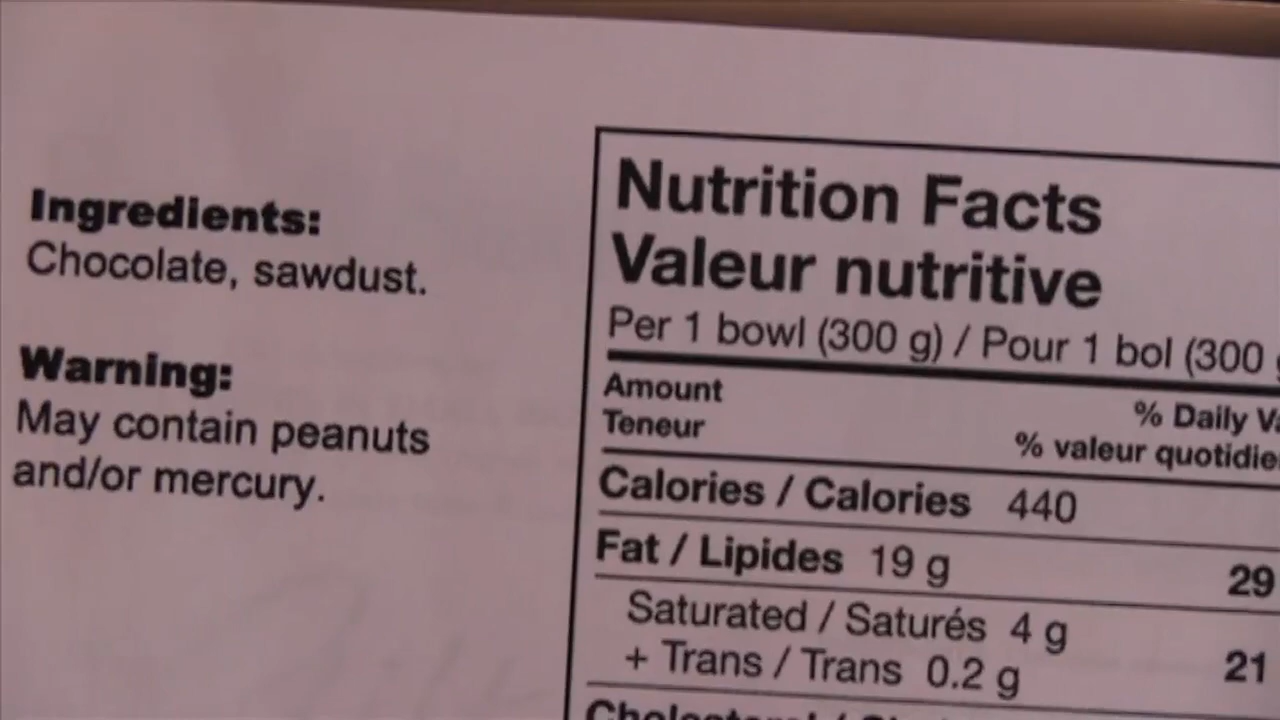 Ingredients:
Chocolate, sawdust.
Warning:
May contain peanuts
and/or mercury.
Nutrition Facts
Valeur nutritive
Per 1 bowl (300 g) / Pour 1 bol (300
Amount
Teneur
% Daily
% valeur
Calories / Calories 440
Fat / Lipides 19 g 29
Saturated / Saturés 4 g
+ Trans / Trans 0.2 g 21